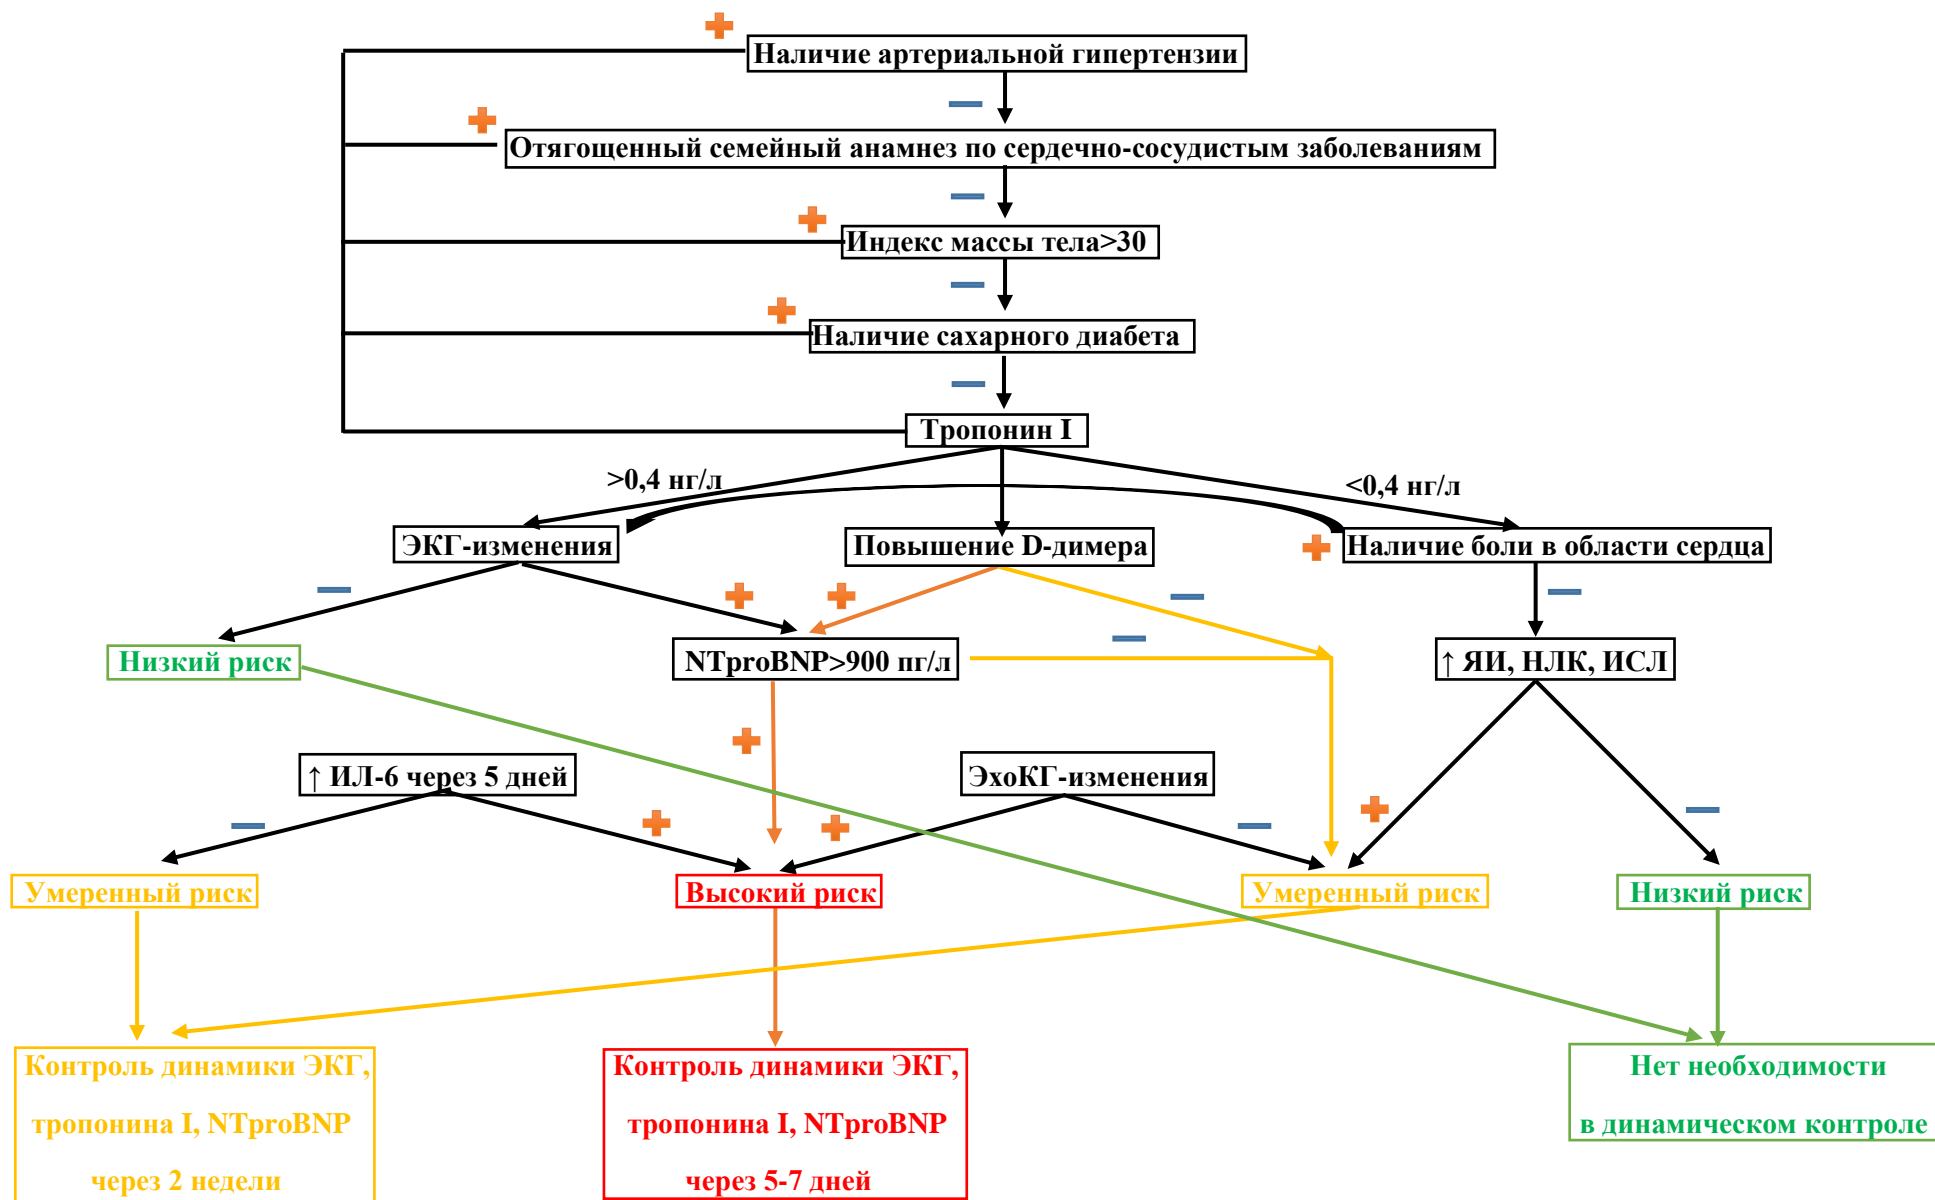 Наличие артериальной гипертензии
Отягощенный семейный анамнез по сердечно-сосудистым заболеваниям
Индекс массы тела>30
Наличие сахарного диабета
Тропонин I
>0,4 нг/л
<0,4 нг/л
ЭКГ-изменения
Повышение D-димера
Наличие боли в области сердца
Низкий риск
NTproBNP>900 пг/л
↑ ЯИ, НЛК, ИСЛ
↑ ИЛ-6 через 5 дней
ЭхоКГ-изменения
Умеренный риск
Высокий риск
Умеренный риск
Низкий риск
Контроль динамики ЭКГ,
тропонина I, NTproBNP
через 2 недели
Контроль динамики ЭКГ,
тропонина I, NTproBNP
через 5-7 дней
Нет необходимости
в динамическом контроле